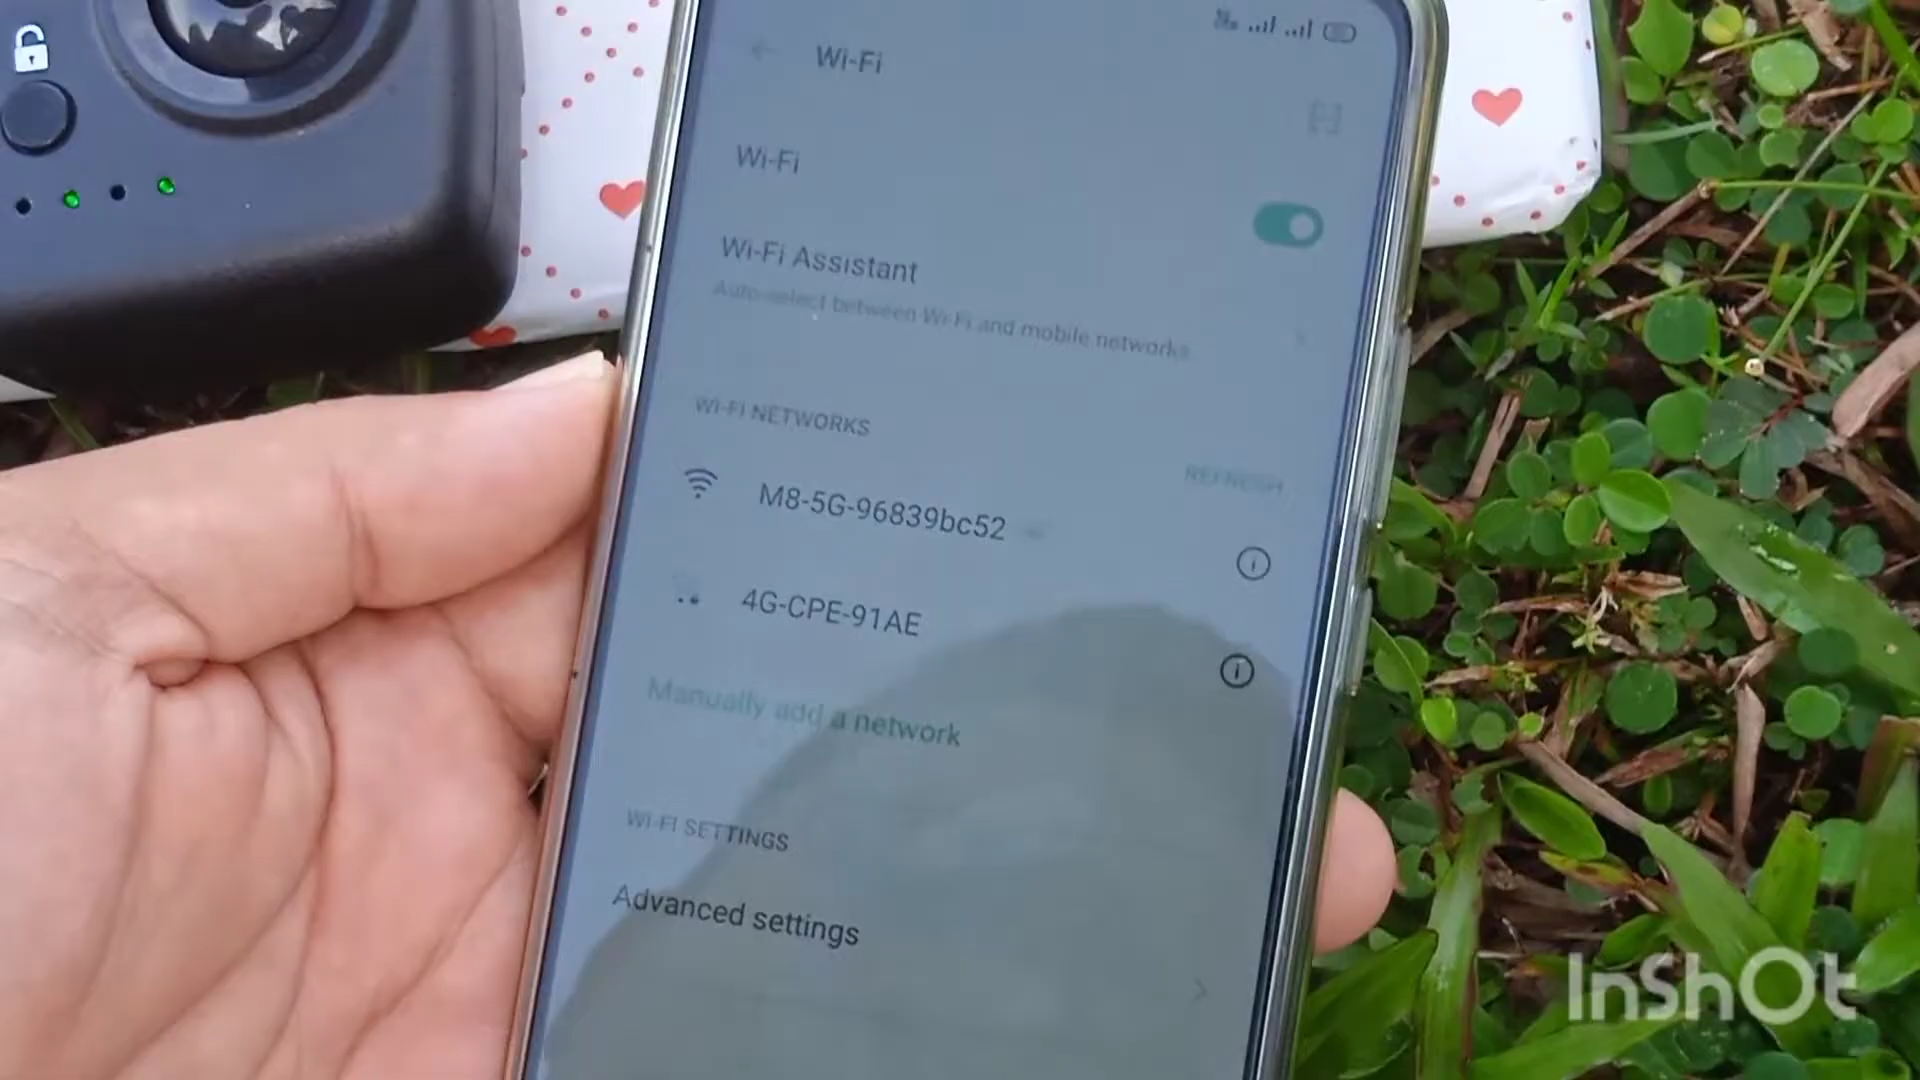 Wi-Fi
Wi-Fi
Wi-Fi Assistant
Auto-select between Wi-Fi and mobile networks
WI-FI NETWORKS
REFRESH
M8-5G-96839bc52
4G-CPE-91AE
Manually add a network
WI-FI SETTINGS
Advanced settings
InShOt